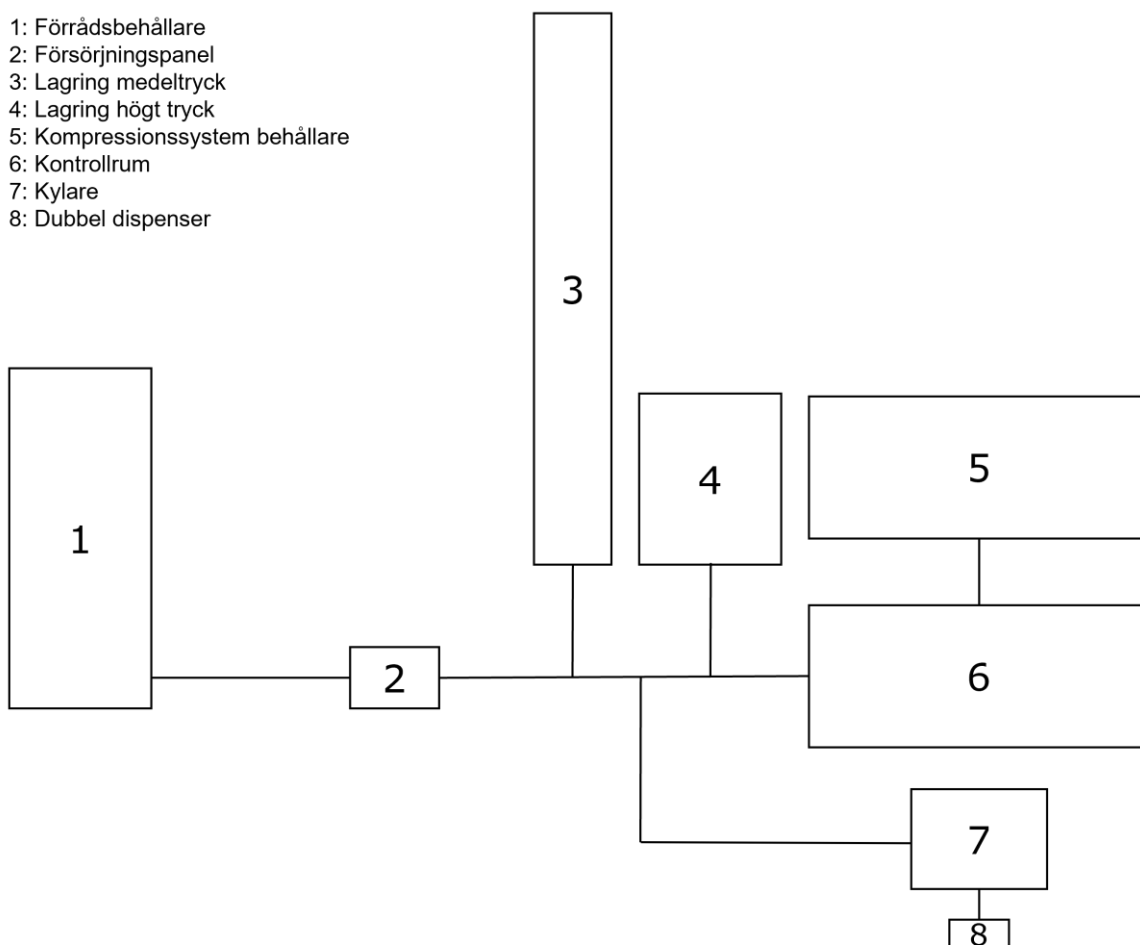 1: Förrådsbehållare
2: Försörjningspanel
3: Lagring medeltryck
4: Lagring högt tryck
5: Kompressionssystem behållare
6: Kontrollrum
7: Kylare
8: Dubbel dispenser
3
4
5
1
2
6
7
8